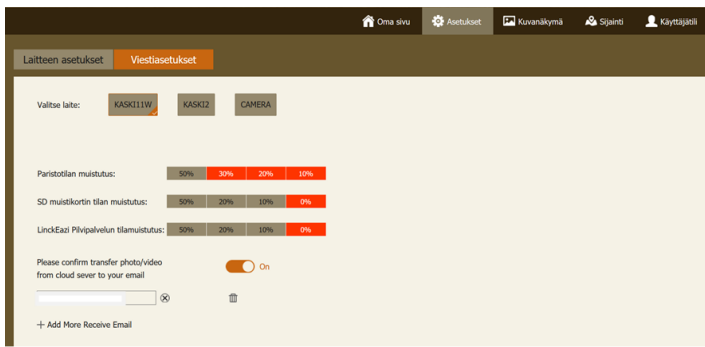 Oma sivu Asetukset Kuvanäkymä Sijainti Käyttäjätili
Laitteen asetukset Viestiasetukset
Valitse laite: KASKI11W KASKI2 CAMERA
Paristotilan muistutus: 50% 30% 20% 10%
SD muistikortin tilan muistutus: 50% 20% 10% 0%
LinckEazi Pilvipalvelun tilamuistutus: 50% 20% 10% 0%
Please confirm transfer photo/video
from cloud sever to your email
On
Add More Receive Email